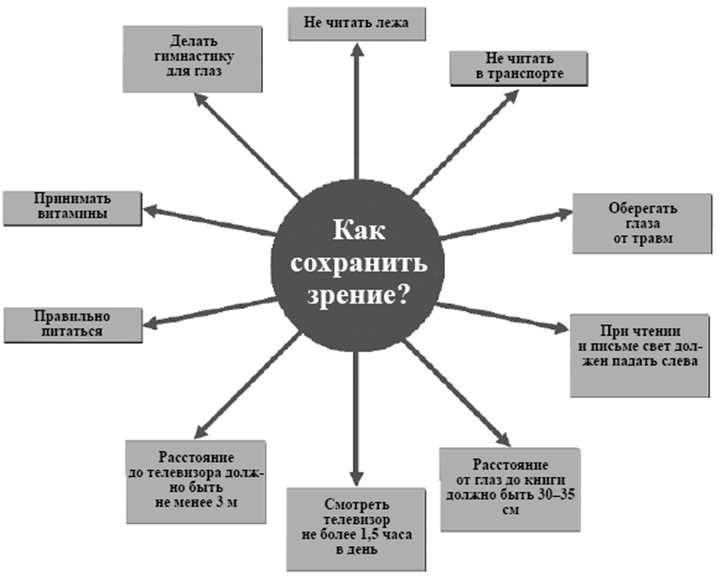 Как
сохранить
зрение?
Не читать лежа
Не читать
в транспорте
Оберегать
глаза
от травм
При чтении
и письме свет дол-
жен падать слева
Расстояние
от глаз до книги
должно быть 30–35
см
Смотреть
телевизор
не более 1,5 часа
в день
Расстояние
до телевизора долж-
но быть
не менее 3 м
Правильно
питаться
Принимать
витамины
Делать
гимнастику
для глаз